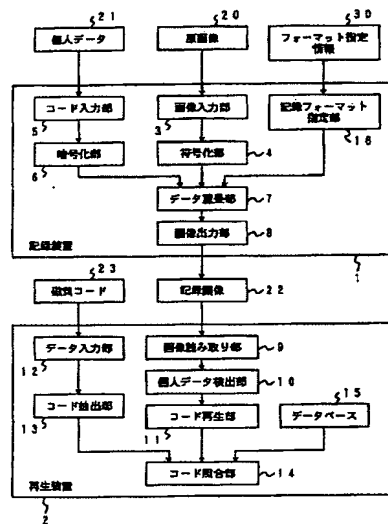 21
個人データ
20
原画像
30
フォーマット指定情報
コード入力部
5
画像入力部
3
記録フォーマット指定部
16
暗号化部
6
符号化部
4
データ重畳部
7
画像出力部
8
記録装置
1
23
磁気コード
記録画像
22
データ入力部
12
画像読み取り部
9
個人データ検出部
10
コード抽出部
13
コード再生部
11
15
データベース
コード照合部
14
再生装置
2